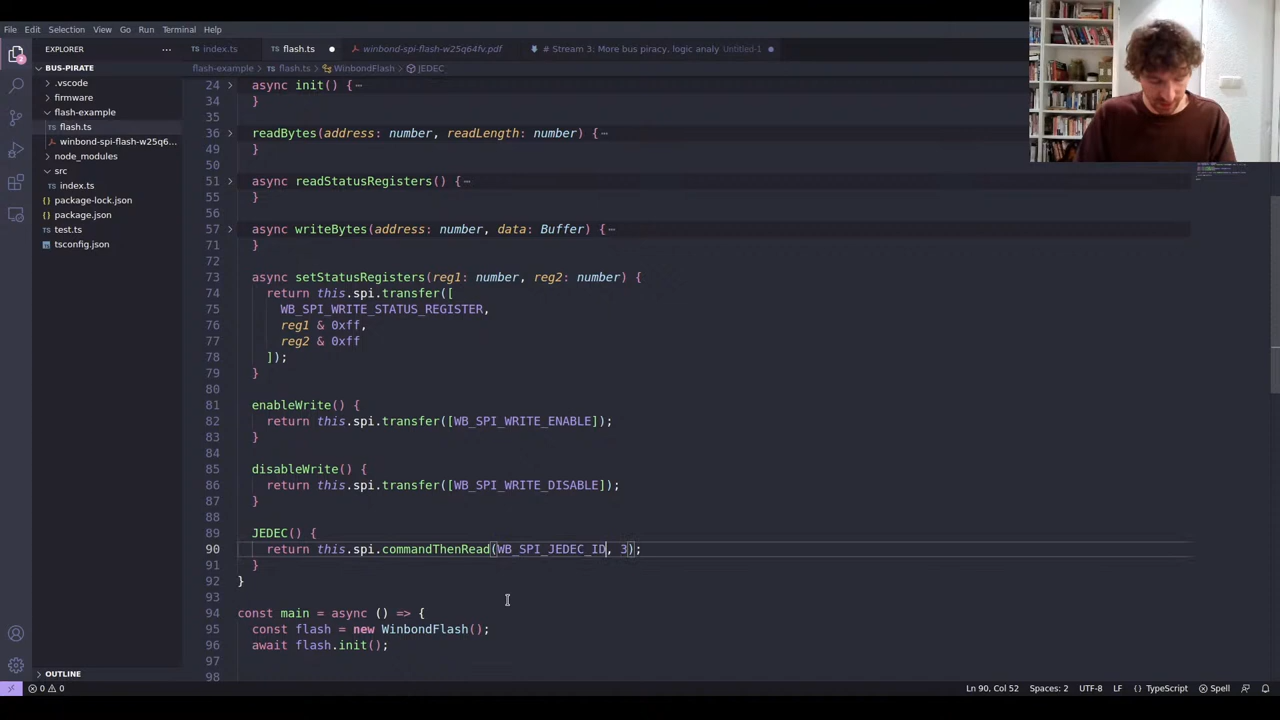 File Edit Selection View Go Run Terminal Help
EXPLORER ···
index.ts
flash.ts
winbond-spi-flash-w25q64fv.pdf
# Stream 3. More bus piracy, logic analy Untitled-1
BUS-PIRATE
flash-example > flash.ts > WinbondFlash > JEDEC
.vscode
firmware
flash-example
flash.ts
winbond-spi-flash-w25q6...
node_modules
src
index.ts
package-lock.json
package.json
test.ts
tsconfig.json
24 async init() {···
34 }
35
36 readBytes(address: number, readLength: number) {···
49 }
50
51 async readStatusRegisters() {···
55 }
56
57 async writeBytes(address: number, data: Buffer) {···
71 }
72
73 async setStatusRegisters(reg1: number, reg2: number) {
74 return this.spi.transfer([
75 WB_SPI_WRITE_STATUS_REGISTER,
76 reg1 & 0xff,
77 reg2 & 0xff
78 ]);
79 }
80
81 enableWrite() {
82 return this.spi.transfer([WB_SPI_WRITE_ENABLE]);
83 }
84
85 disableWrite() {
86 return this.spi.transfer([WB_SPI_WRITE_DISABLE]);
87 }
88
89 JEDEC() {
90 return this.spi.commandThenRead(WB_SPI_JEDEC_ID, 3);
91 }
92 }
93
94 const main = async () => {
95 const flash = new WinbondFlash();
96 await flash.init();
97
98
OUTLINE
0 0
Ln 90, Col 52 Spaces: 2 UTF-8 LF {} TypeScript Spell